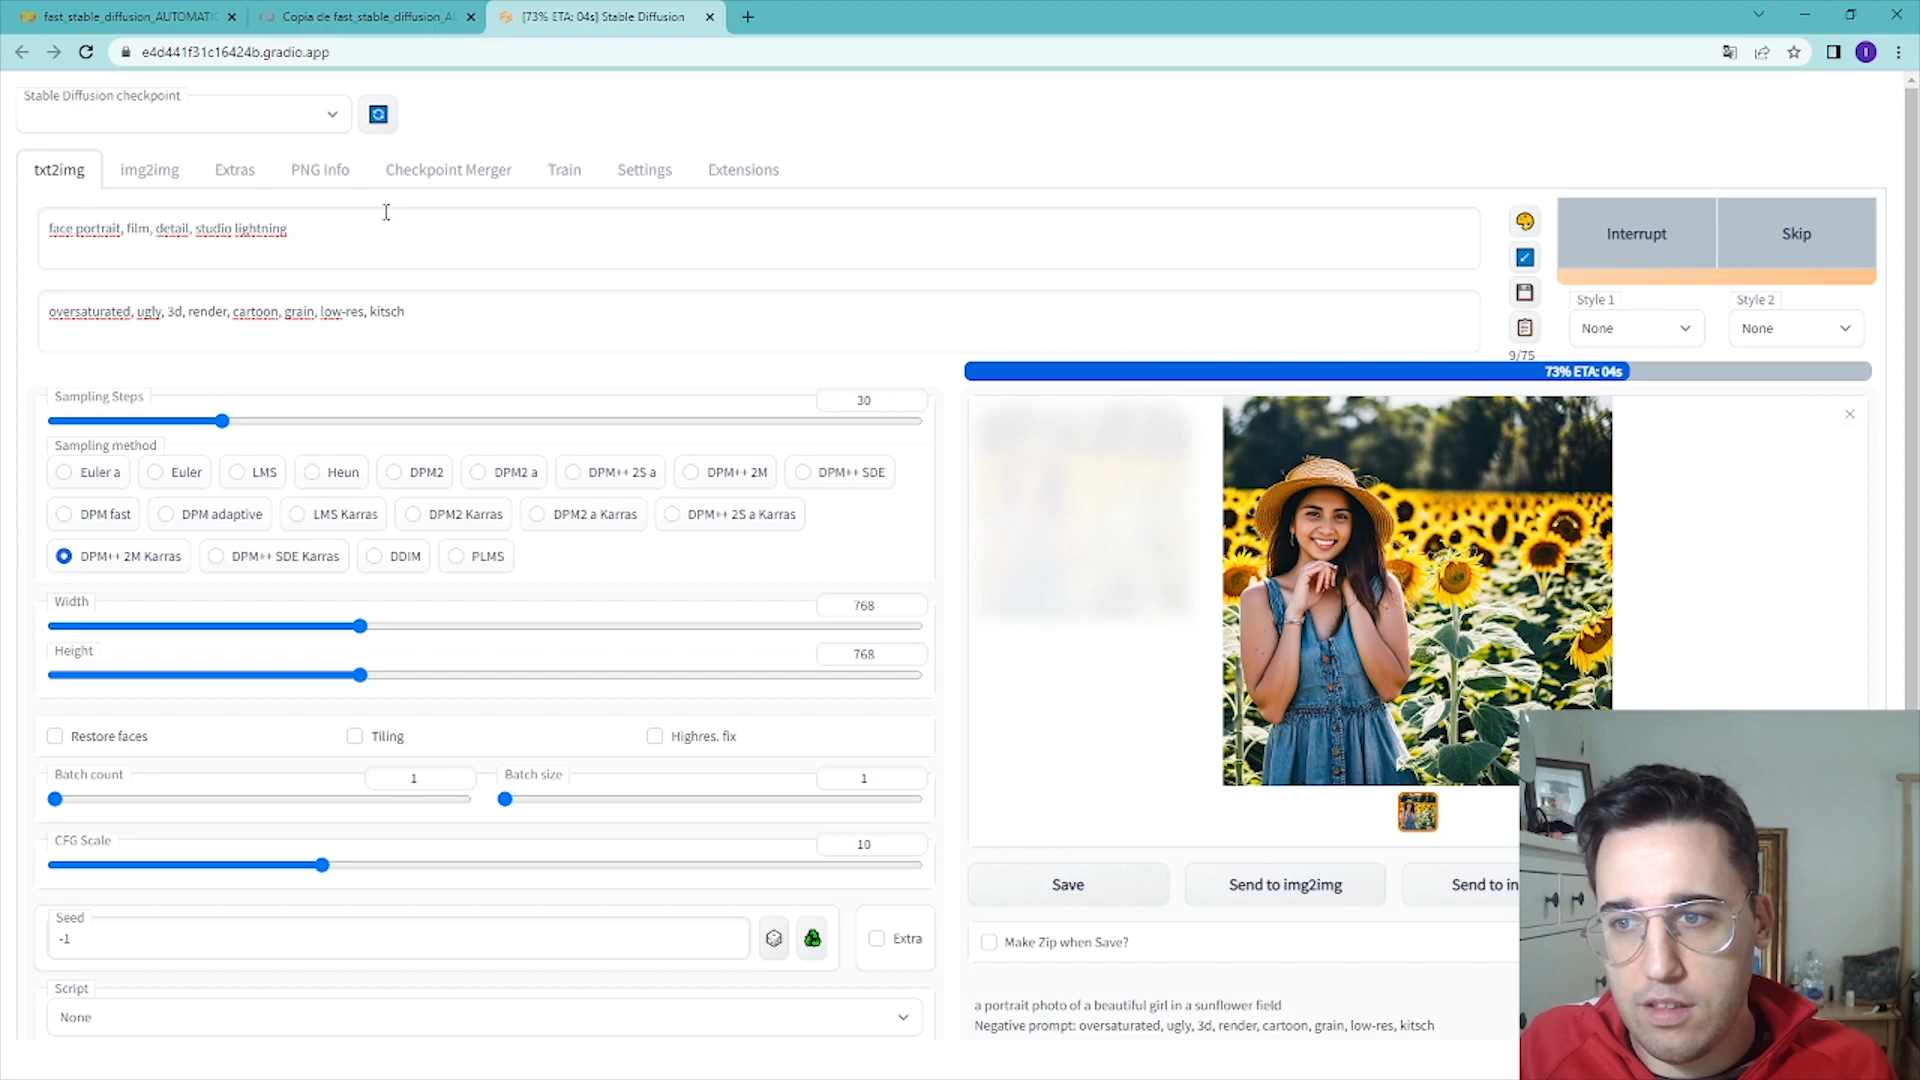 fast_stable_diffusion_AUTOMATI
Copia de fast_stable_diffusion_AU
[73% ETA: 04s] Stable Diffusion
e4d441f31c16424b.gradio.app
I
Stable Diffusion checkpoint
txt2img
img2img
Extras
PNG Info
Checkpoint Merger
Train
Settings
Extensions
face portrait, film, detail, studio lightning
Interrupt
Skip
oversaturated, ugly, 3d, render, cartoon, grain, low-res, kitsch
Style 1
None
Style 2
None
9/75
73% ETA: 04s
Sampling Steps
30
Sampling method
Euler a
Euler
LMS
Heun
DPM2
DPM2 a
DPM++ 2S a
DPM++ 2M
DPM++ SDE
DPM fast
DPM adaptive
LMS Karras
DPM2 Karras
DPM2 a Karras
DPM++ 2S a Karras
DPM++ 2M Karras
DPM++ SDE Karras
DDIM
PLMS
Width
768
Height
768
Restore faces
Tiling
Highres. fix
Batch count
1
Batch size
1
CFG Scale
10
Seed
-1
Extra
Script
None
Save
Send to img2img
Send to in
Make Zip when Save?
a portrait photo of a beautiful girl in a sunflower field
Negative prompt: oversaturated, ugly, 3d, render, cartoon, grain, low-res, kitsch